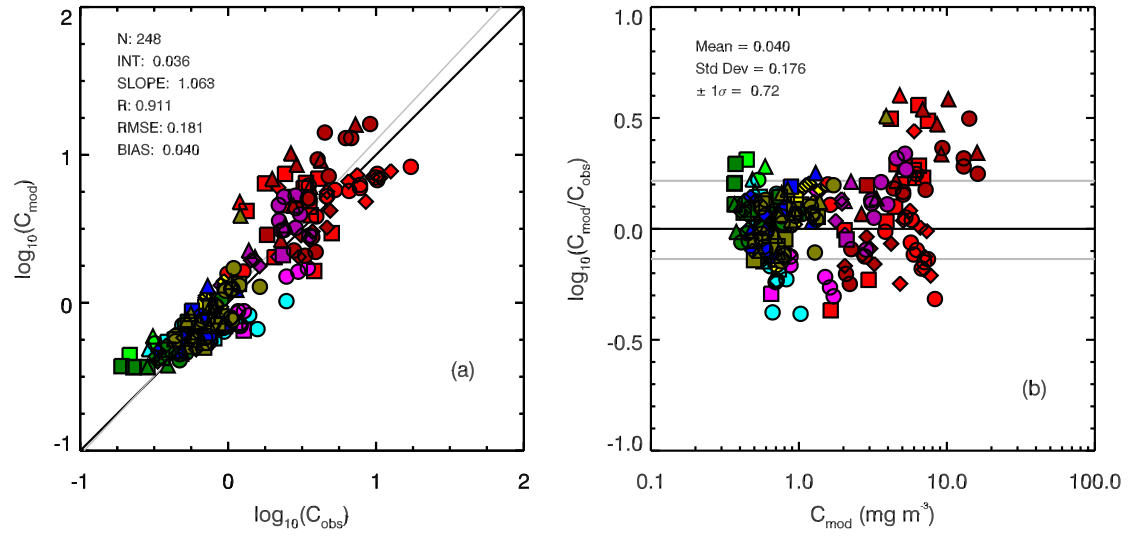 2
1
0
-1
-1
0
1
2
log10(Cmod)
log10(Cobs)
N: 248
INT: 0.036
SLOPE: 1.063
R: 0.911
RMSE: 0.181
BIAS: 0.040
(a)
1.0
0.5
0.0
-0.5
-1.0
0.1
1.0
10.0
100.0
log10(Cmod/Cobs)
Cmod (mg m-3)
Mean = 0.040
Std Dev = 0.176
± 1σ = 0.72
(b)